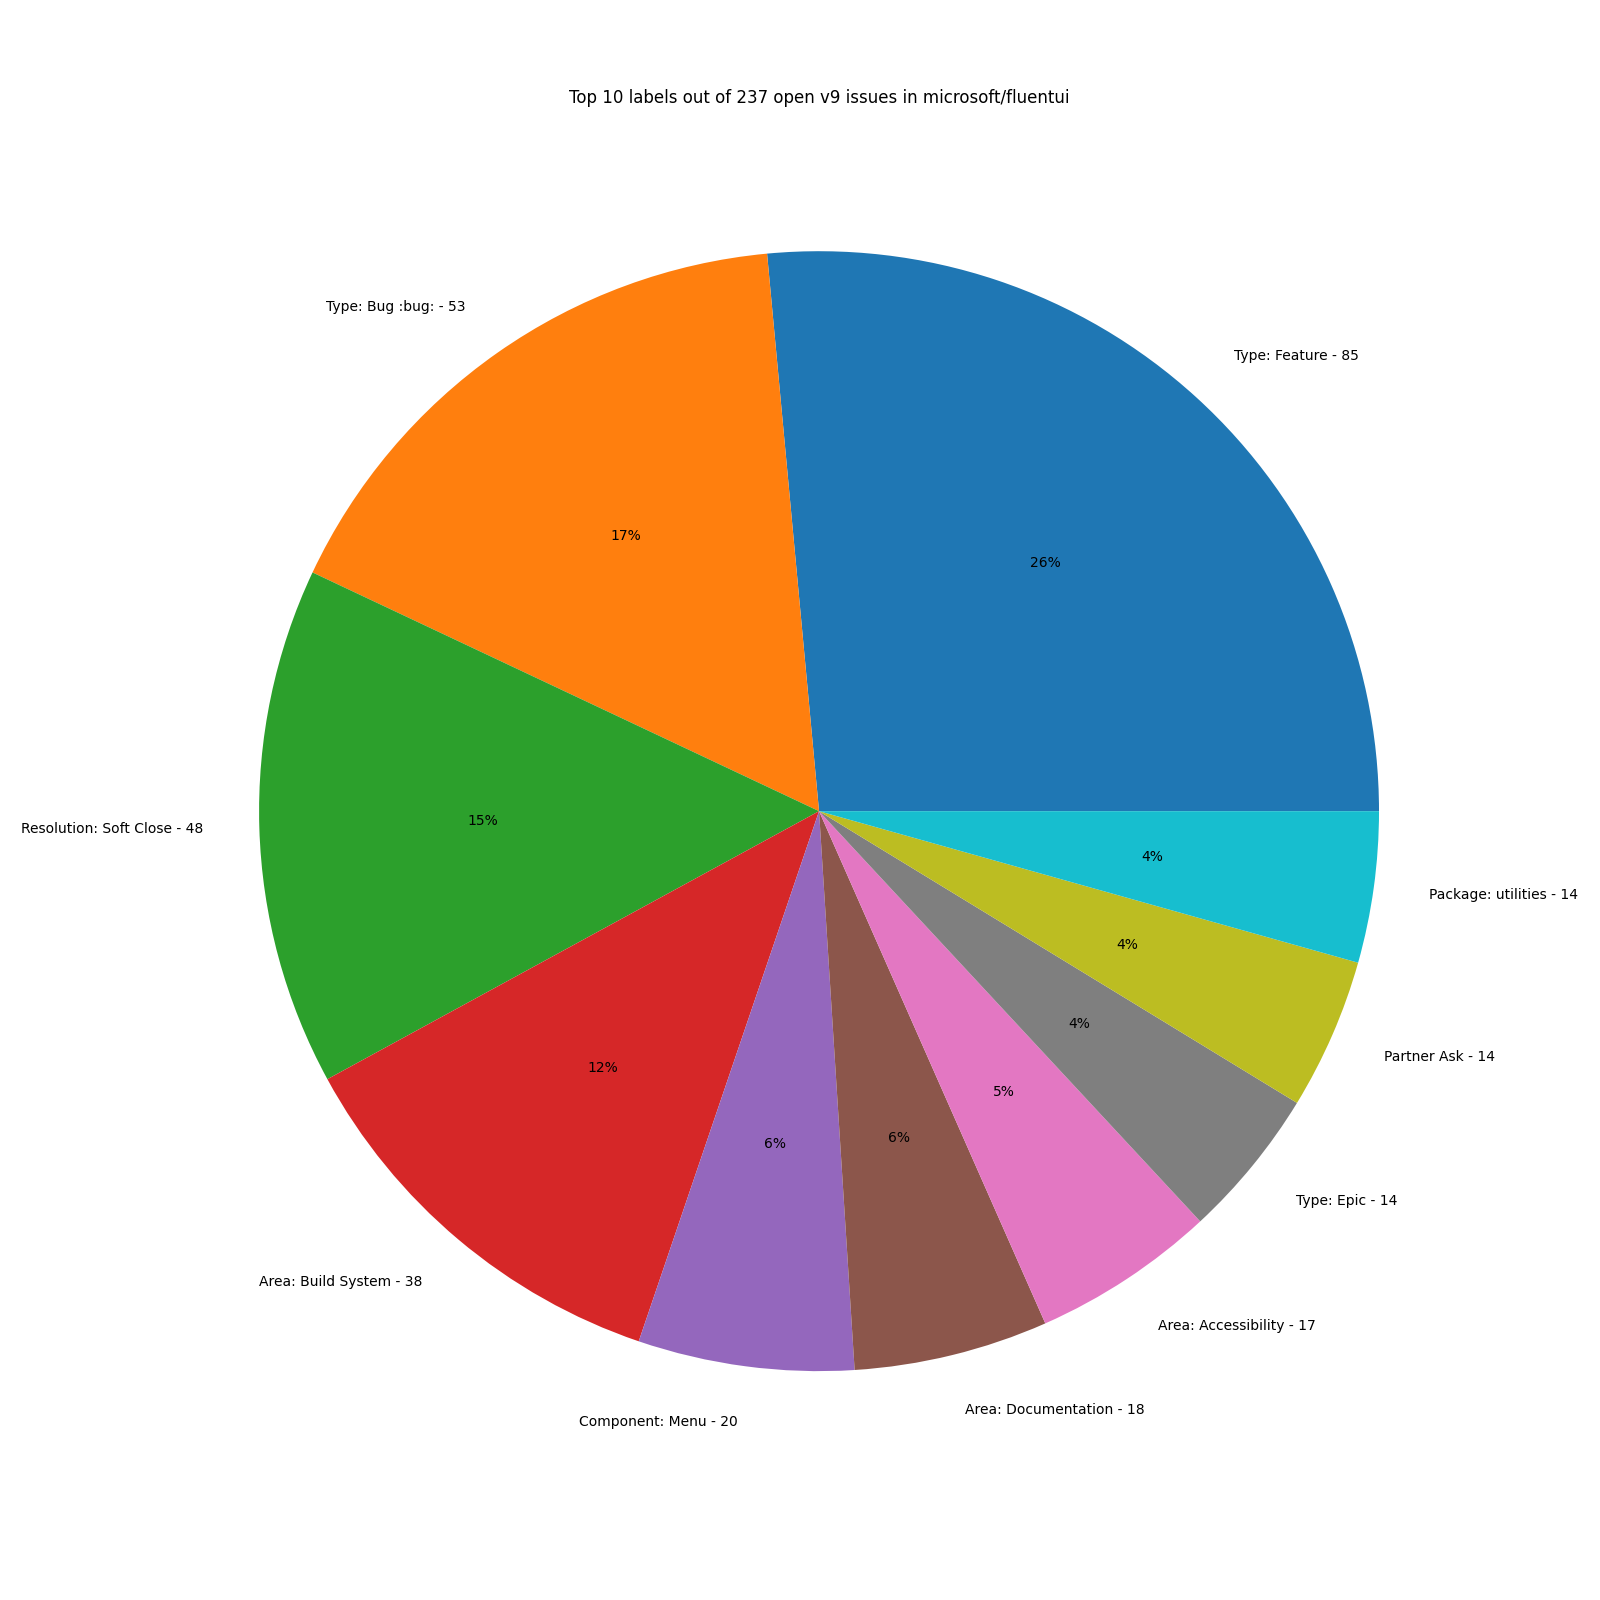 Top 10 labels out of 237 open v9 issues in microsoft/fluentui
Type: Bug :bug: - 53
Type: Feature - 85
17%
26%
Resolution: Soft Close - 48
15%
4%
Package: utilities - 14
4%
4%
Partner Ask - 14
12%
5%
6%
6%
Type: Epic - 14
Area: Build System - 38
Area: Accessibility - 17
Area: Documentation - 18
Component: Menu - 20